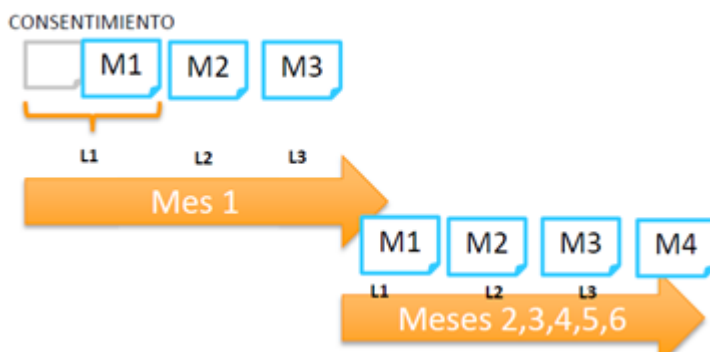 CONSENTIMIENTO
M1 M2 M3
L1 L2 L3
Mes 1
M1 M2 M3 M4
L1 L2 L3
Meses 2,3,4,5,6